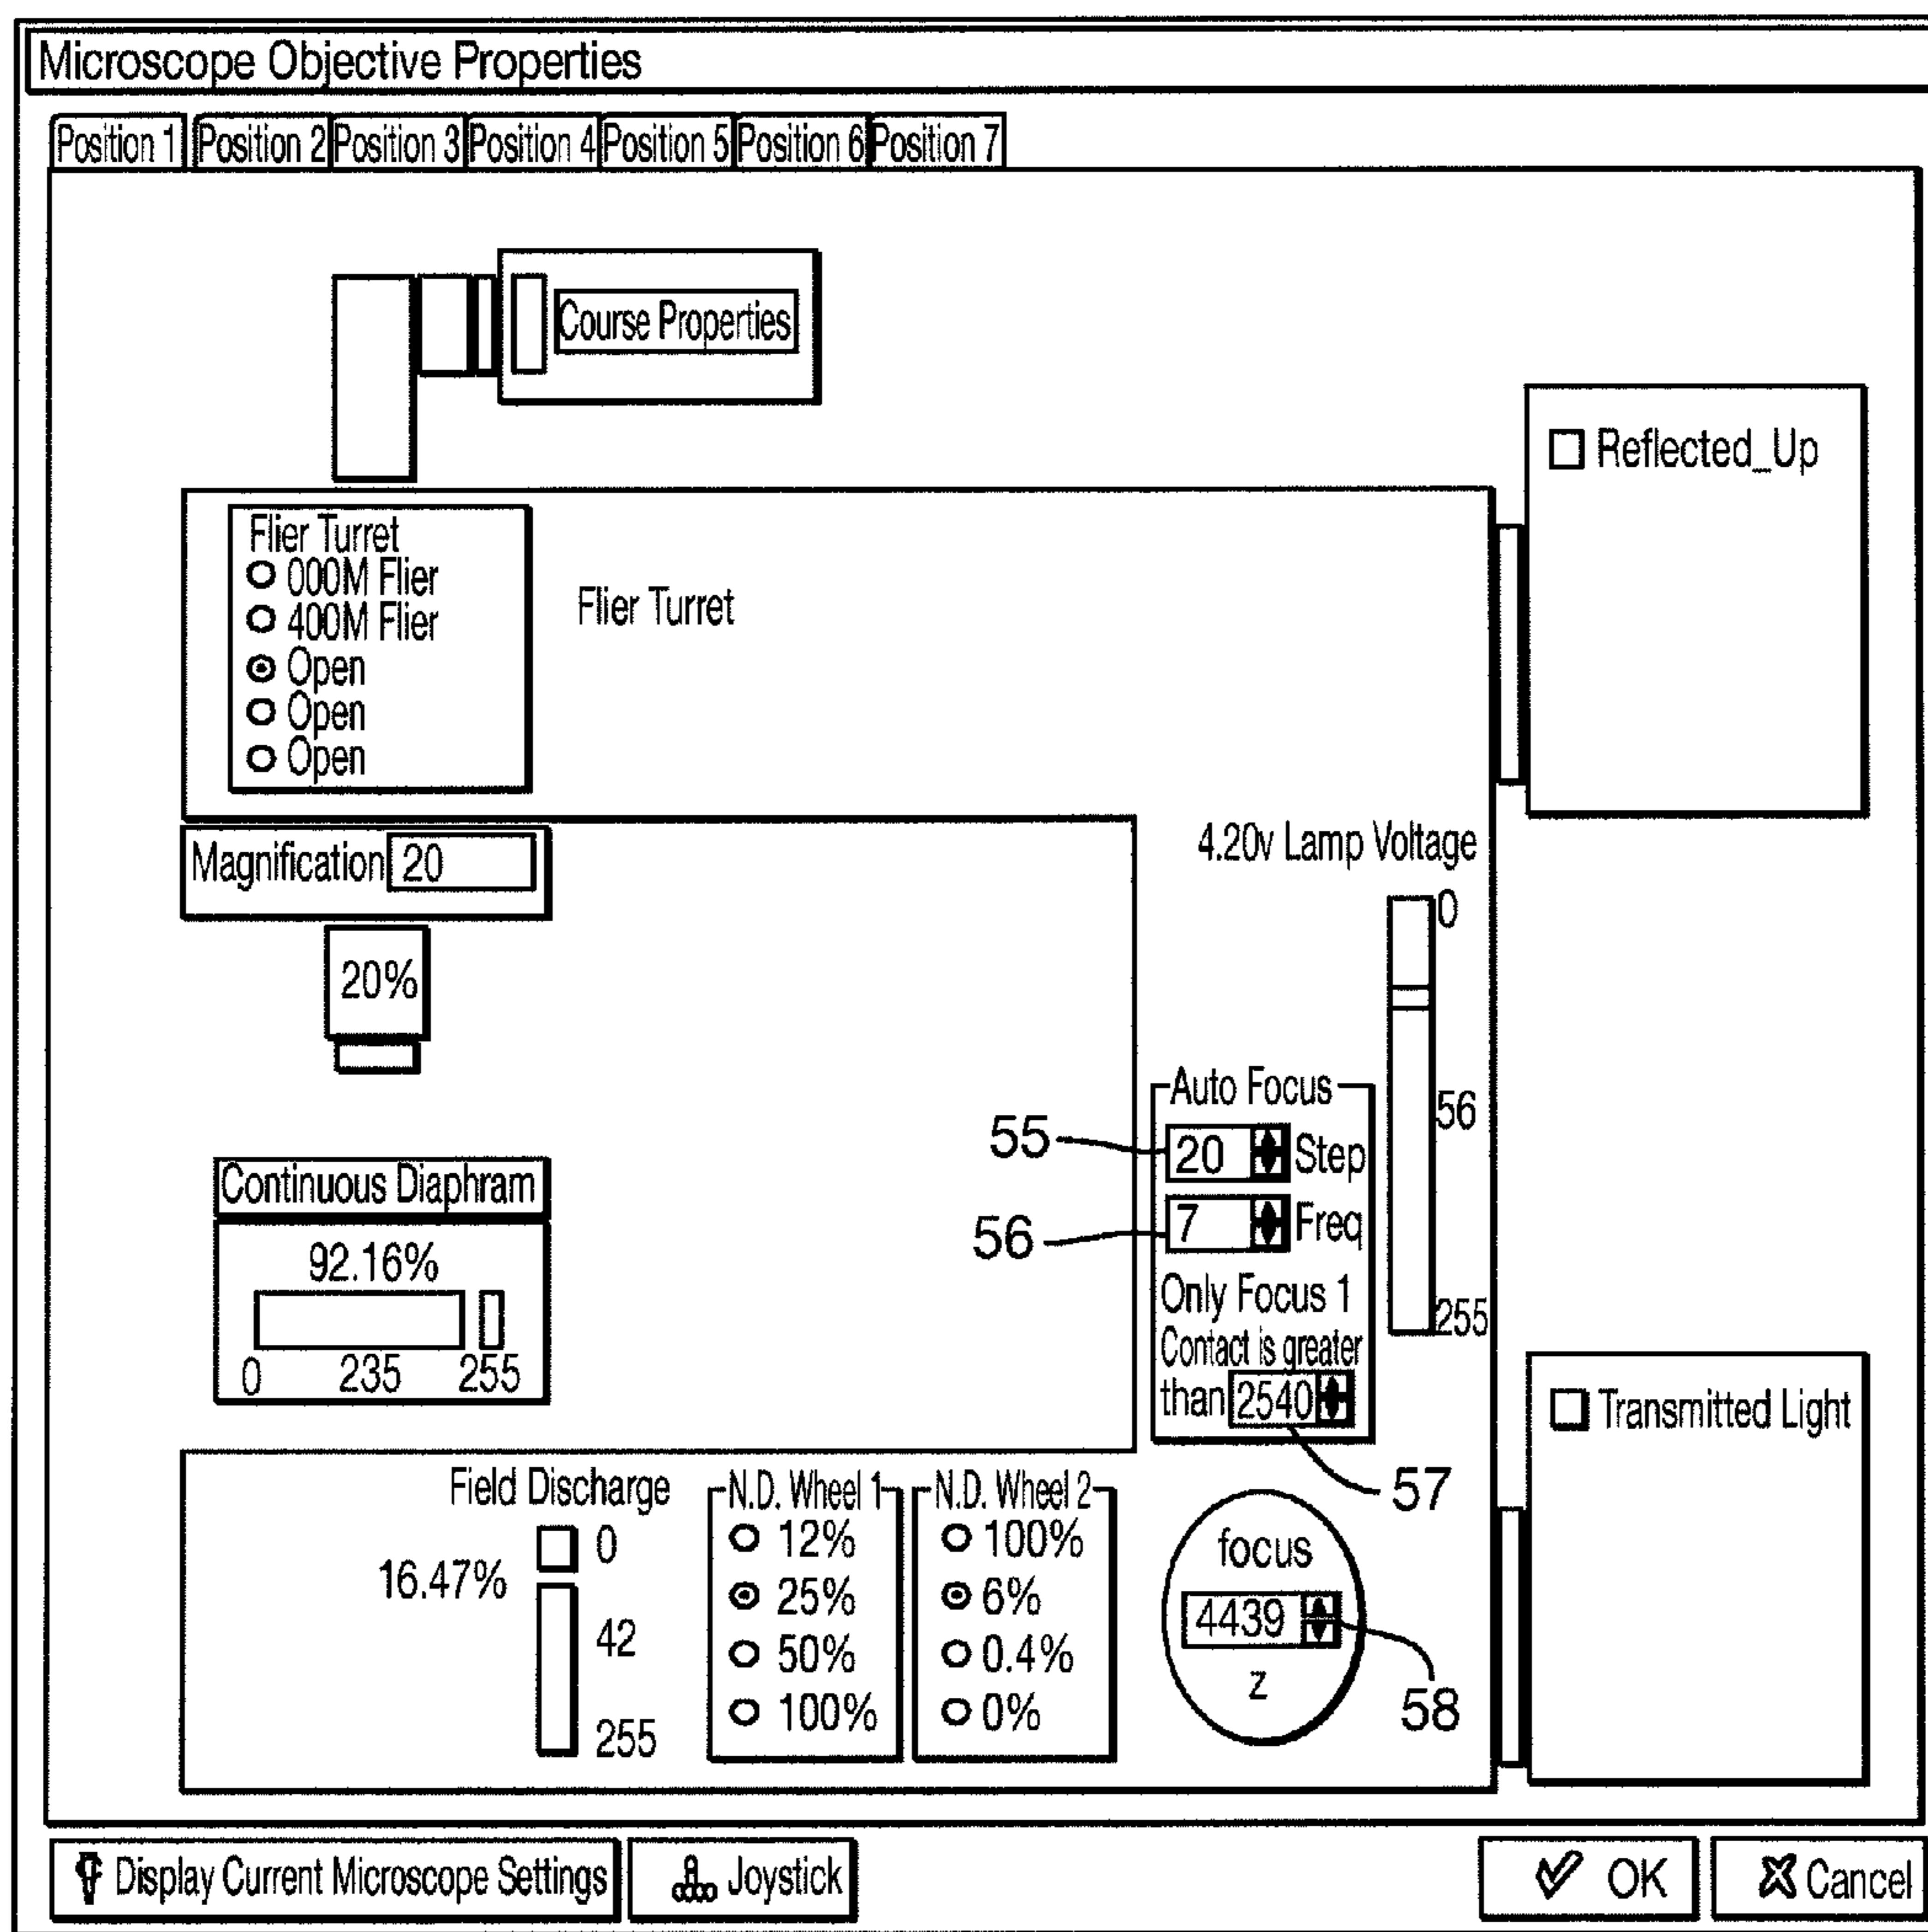 Microscope Objective Properties
Position 1 Position 2 Position 3 Position 4 Position 5 Position 6 Position 7
Course Properties
Reflected_Up
Flier Turret
000M Flier
400M Flier
Open
Open
Open
Flier Turret
Magnification 20
20%
4.20v Lamp Voltage
0
56
255
Auto Focus
55
20 Step
56
7 Freq
Only Focus 1
Contact is greater
than 2540
57
Continuous Diaphram
92.16%
0 235 255
Transmitted Light
Field Discharge
16.47%
0
42
255
N.D. Wheel 1
12%
25%
50%
100%
N.D. Wheel 2
100%
6%
0.4%
0%
focus
4439
z
58
Display Current Microscope Settings
Joystick
OK
Cancel